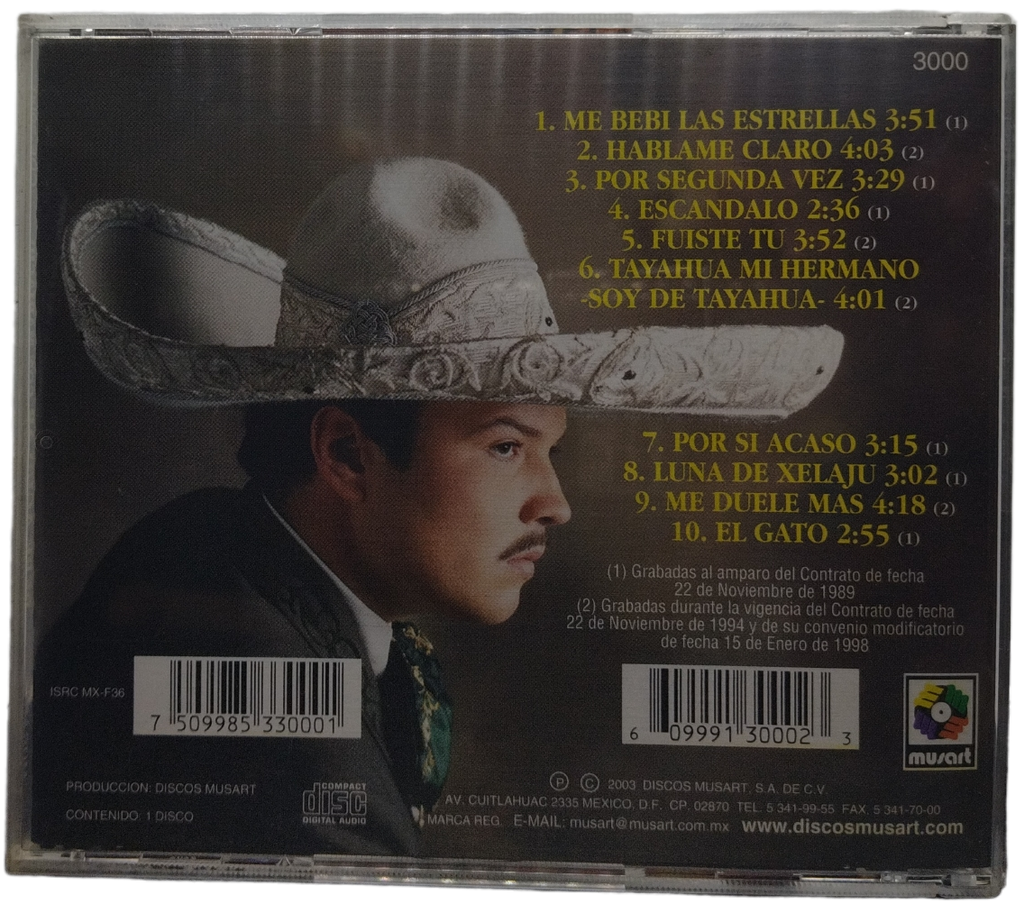 3000
1. ME BEBI LAS ESTRELLAS 3:51 (1)
2. HABLAME CLARO 4:03 (2)
3. POR SEGUNDA VEZ 3:29 (1)
4. ESCANDALO 2:36 (1)
5. FUISTE TU 3:52 (2)
6. TAYAHUA MI HERMANO
-SOY DE TAYAHUA- 4:01 (2)
7. POR SI ACASO 3:15 (1)
8. LUNA DE XELAJU 3:02 (1)
9. ME DUELE MAS 4:18 (2)
10. EL GATO 2:55 (1)
(1) Grabadas al amparo del Contrato de fecha
22 de Noviembre de 1989
(2) Grabadas durante la vigencia del Contrato de fecha
22 de Noviembre de 1994 y de su convenio modificatorio
de fecha 15 de Enero de 1998
ISRC MX-F36
7 509985 330001
6 09991 30002 3
musart
PRODUCCION: DISCOS MUSART
CONTENIDO: 1 DISCO
COMPACT
disc
DIGITAL AUDIO
Ⓟ © 2003 DISCOS MUSART, S.A. DE C.V.
AV. CUITLAHUAC 2335 MEXICO, D.F. CP. 02870 TEL. 5 341-99-55 FAX. 5 341-70-00
MARCA REG. E-MAIL: musart@musart.com.mx www.discosmusart.com